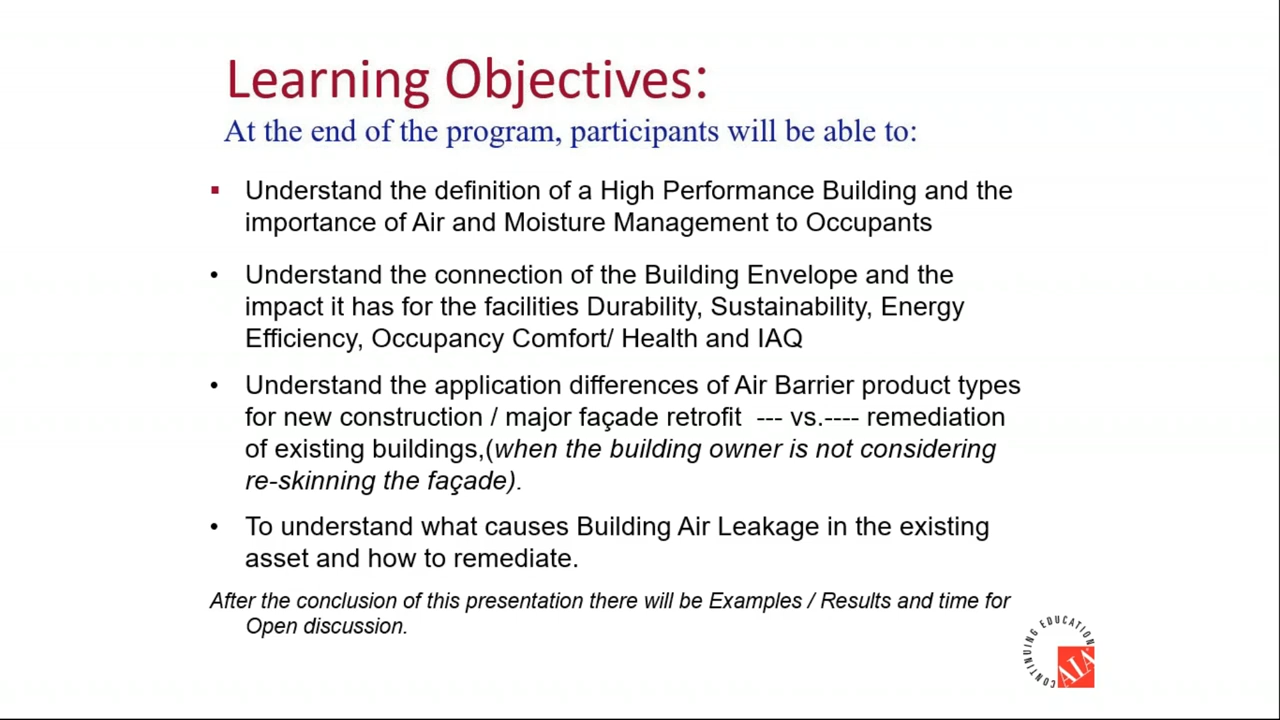 Learning Objectives:
At the end of the program, participants will be able to:
▪ Understand the definition of a High Performance Building and the
importance of Air and Moisture Management to Occupants
• Understand the connection of the Building Envelope and the
impact it has for the facilities Durability, Sustainability, Energy
Efficiency, Occupancy Comfort/ Health and IAQ
• Understand the application differences of Air Barrier product types
for new construction / major façade retrofit --- vs.---- remediation
of existing buildings,(when the building owner is not considering
re-skinning the façade).
• To understand what causes Building Air Leakage in the existing
asset and how to remediate.
After the conclusion of this presentation there will be Examples / Results and time for
Open discussion.
CONTINUING EDUCATION
AIA